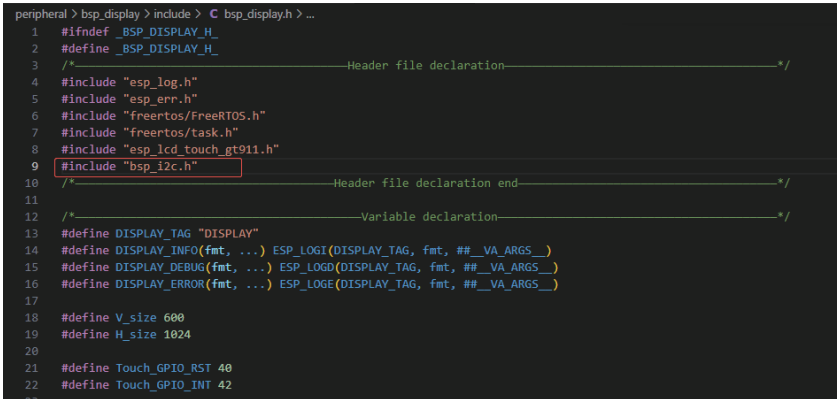 peripheral > bsp_display > include > C bsp_display.h > ...
1 #ifndef _BSP_DISPLAY_H_
2 #define _BSP_DISPLAY_H_
3 /*————————————————————————————————————————Header file declaration————————————————————————————————————————*/
4 #include "esp_log.h"
5 #include "esp_err.h"
6 #include "freertos/FreeRTOS.h"
7 #include "freertos/task.h"
8 #include "esp_lcd_touch_gt911.h"
9 #include "bsp_i2c.h"
10 /*——————————————————————————————————————Header file declaration end——————————————————————————————————————*/
11
12 /*——————————————————————————————————————————Variable declaration——————————————————————————————————————————*/
13 #define DISPLAY_TAG "DISPLAY"
14 #define DISPLAY_INFO(fmt, ...) ESP_LOGI(DISPLAY_TAG, fmt, ##__VA_ARGS__)
15 #define DISPLAY_DEBUG(fmt, ...) ESP_LOGD(DISPLAY_TAG, fmt, ##__VA_ARGS__)
16 #define DISPLAY_ERROR(fmt, ...) ESP_LOGE(DISPLAY_TAG, fmt, ##__VA_ARGS__)
17
18 #define V_size 600
19 #define H_size 1024
20
21 #define Touch_GPIO_RST 40
22 #define Touch_GPIO_INT 42